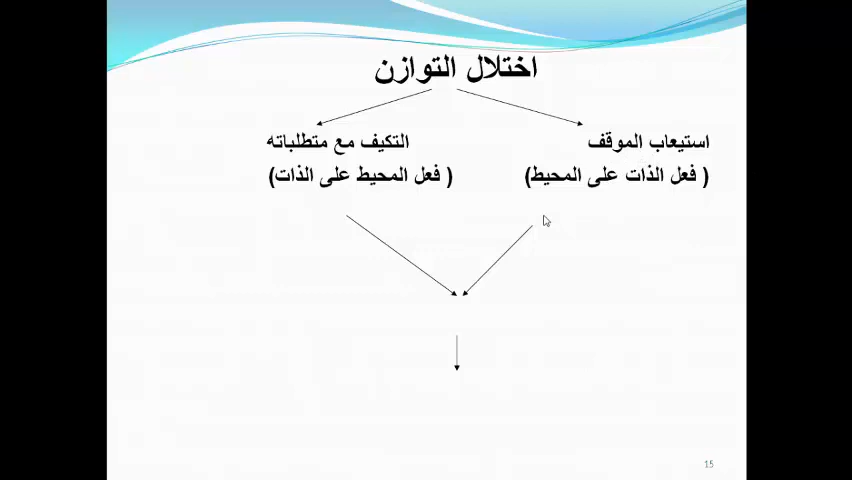 اختلال التوازن
استيعاب الموقف
( فعل الذات على المحيط)
التكيف مع متطلباته
( فعل المحيط على الذات)
15